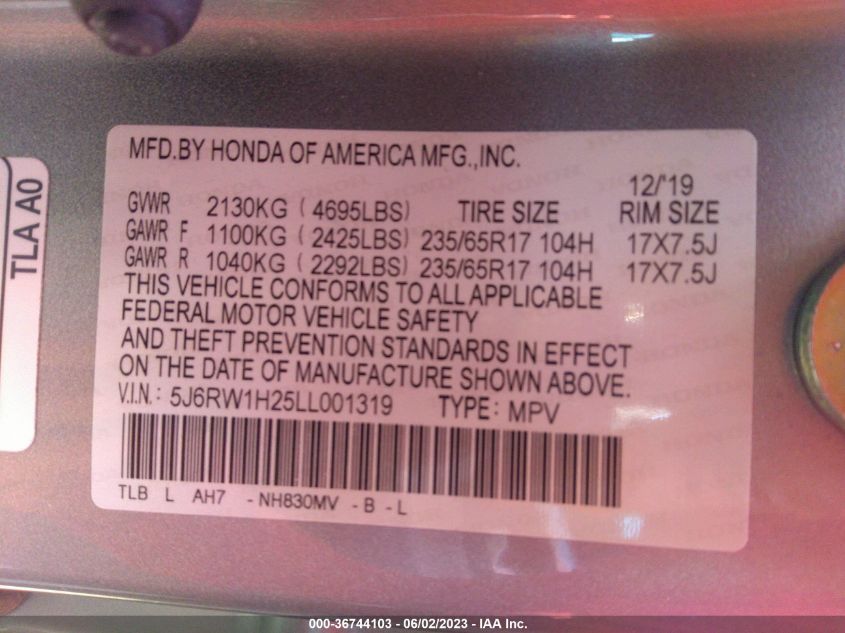 MFD.BY HONDA OF AMERICA MFG.,INC.
12/'19
GVWR 2130KG ( 4695LBS) TIRE SIZE RIM SIZE
GAWR F 1100KG ( 2425LBS) 235/65R17 104H 17X7.5J
GAWR R 1040KG ( 2292LBS) 235/65R17 104H 17X7.5J
THIS VEHICLE CONFORMS TO ALL APPLICABLE
FEDERAL MOTOR VEHICLE SAFETY
AND THEFT PREVENTION STANDARDS IN EFFECT
ON THE DATE OF MANUFACTURE SHOWN ABOVE.
V.I.N.: 5J6RW1H25LL001319 TYPE: MPV
TLB L AH7 -NH830MV -B -L
TLA A0
000-36744103 - 06/02/2023 - IAA Inc.